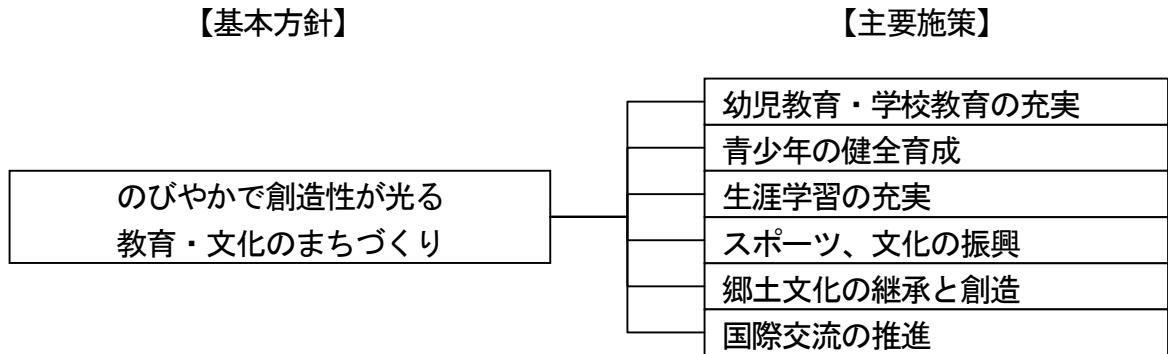 【基本方針】
【主要施策】
のびやかで創造性が光る
教育・文化のまちづくり
幼児教育・学校教育の充実
青少年の健全育成
生涯学習の充実
スポーツ、文化の振興
郷土文化の継承と創造
国際交流の推進